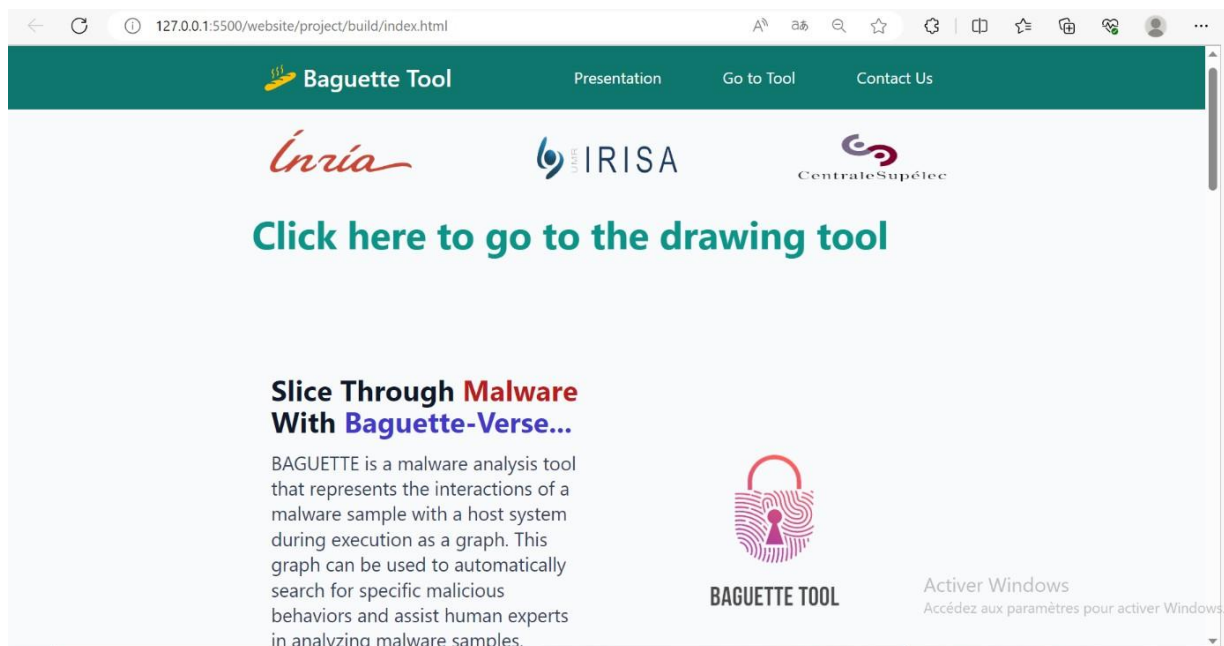 127.0.0.1:5500/website/project/build/index.html
Baguette Tool
Presentation
Go to Tool
Contact Us
Inría
UMR IRISA
CentraleSupélec
Click here to go to the drawing tool
Slice Through Malware
With Baguette-Verse...
BAGUETTE is a malware analysis tool
that represents the interactions of a
malware sample with a host system
during execution as a graph. This
graph can be used to automatically
search for specific malicious
behaviors and assist human experts
in analyzing malware samples.
BAGUETTE TOOL
Activer Windows
Accédez aux paramètres pour activer Windows.